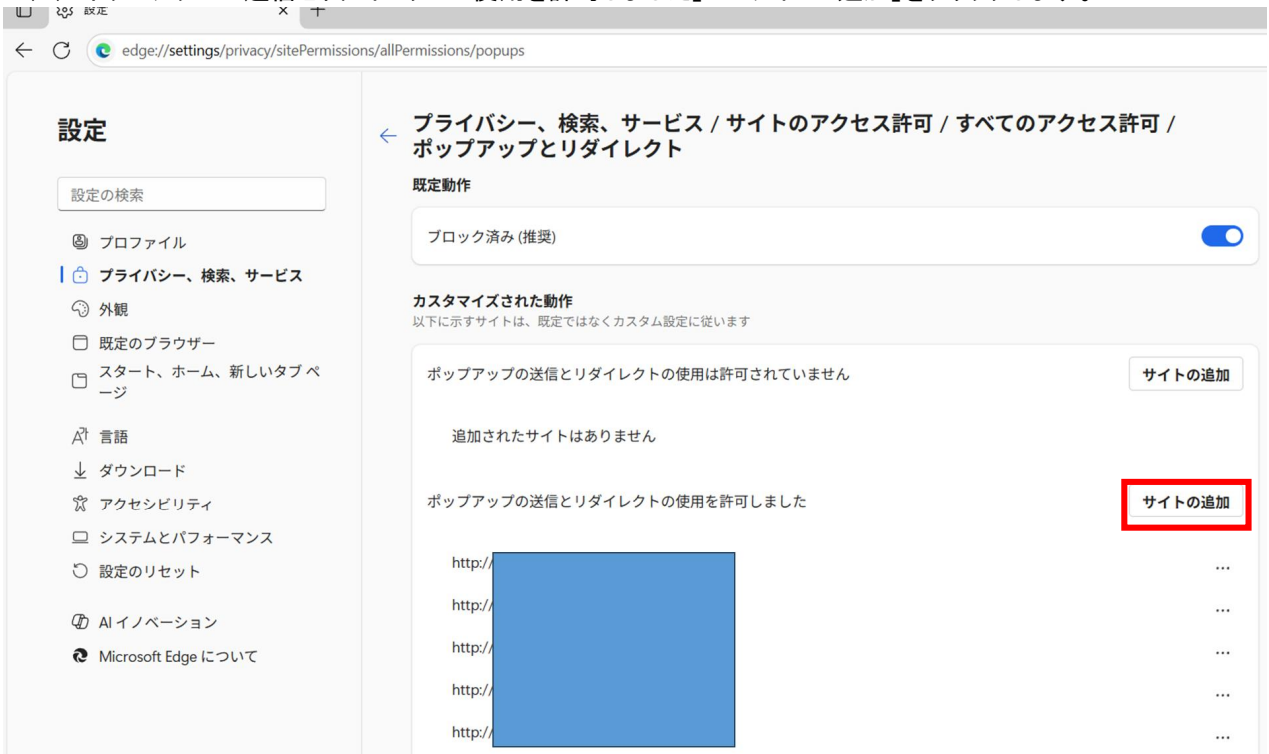 設定
edge://settings/privacy/sitePermissions/allPermissions/popups
設定
設定の検索
プロファイル
プライバシー、検索、サービス
外観
既定のブラウザー
スタート、ホーム、新しいタブ ペ
ージ
言語
ダウンロード
アクセシビリティ
システムとパフォーマンス
設定のリセット
AI イノベーション
Microsoft Edge について
プライバシー、検索、サービス / サイトのアクセス許可 / すべてのアクセス許可 /
ポップアップとリダイレクト
既定動作
ブロック済み (推奨)
カスタマイズされた動作
以下に示すサイトは、既定ではなくカスタム設定に従います
ポップアップの送信とリダイレクトの使用は許可されていません
サイトの追加
追加されたサイトはありません
ポップアップの送信とリダイレクトの使用を許可しました
サイトの追加
http://
http://
http://
http://
http://